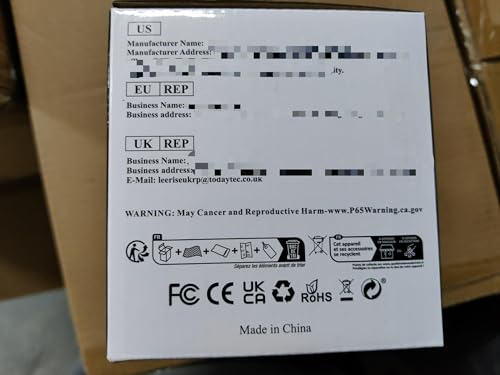 US
Manufacturer Name:
Manufacturer Address:
ity.
EU REP
Business Name:
Business address:
UK REP
Business Name:
Business address:
E-Mail: leeriseukrp@todaytec.co.uk
WARNING: May Cancer and Reproductive Harm-www.P65Warning.ca.gov
FR
Séparez les éléments avant de trier
FR
Cet appareil
et ses accessoires
se recyclent
FC CE UK CA RoHS
Made in China